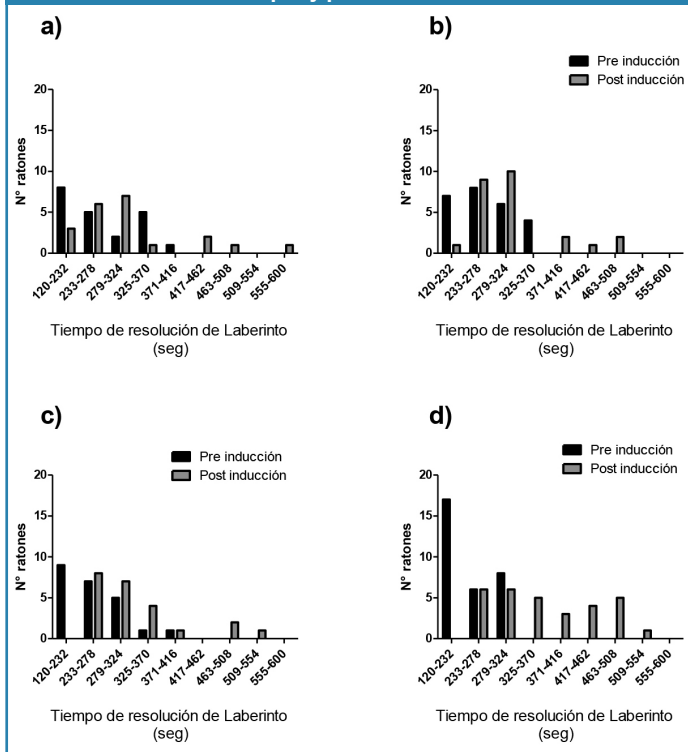 a)
N° ratones
20
15
10
5
0
120-232
233-278
279-324
325-370
371-416
417-462
463-508
509-554
555-600
Tiempo de resolución de Laberinto
(seg)
b)
Pre inducción
Post inducción
N° ratones
20
15
10
5
0
120-232
233-278
279-324
325-370
371-416
417-462
463-508
509-554
555-600
Tiempo de resolución de Laberinto
(seg)
c)
Pre inducción
Post inducción
N° ratones
20
15
10
5
0
120-232
233-278
279-324
325-370
371-416
417-462
463-508
509-554
555-600
Tiempo de resolución de Laberinto
(seg)
d)
Pre inducción
Post inducción
N° ratones
20
15
10
5
0
120-232
233-278
279-324
325-370
371-416
417-462
463-508
509-554
555-600
Tiempo de resolución de Laberinto
(seg)